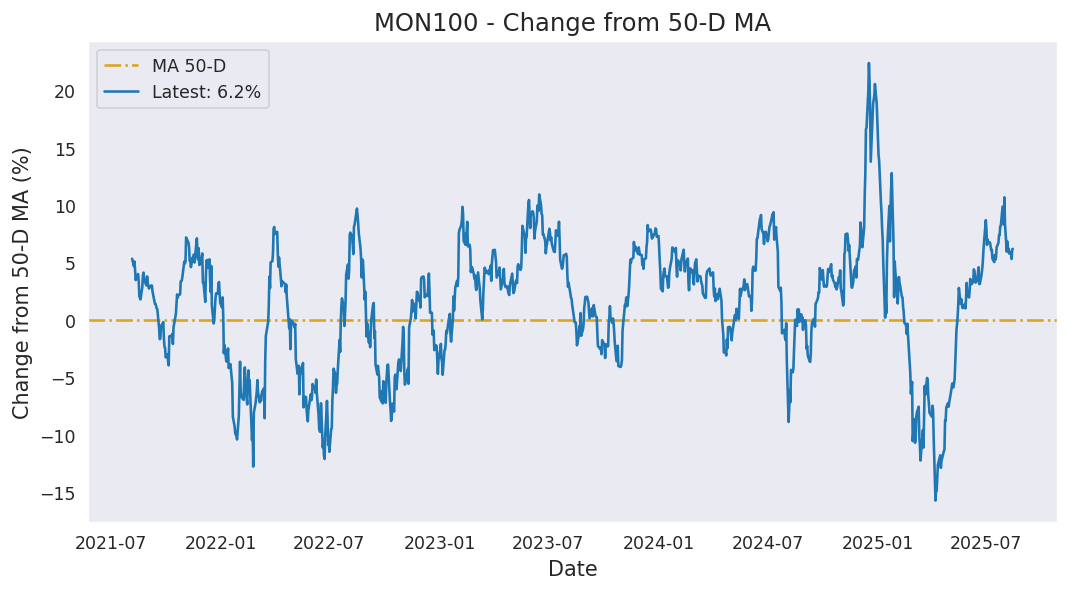 MON100 - Change from 50-D MA
MA 50-D
Latest: 6.2%
Change from 50-D MA (%)
20
15
10
5
0
−5
−10
−15
2021-07 2022-01 2022-07 2023-01 2023-07 2024-01 2024-07 2025-01 2025-07
Date